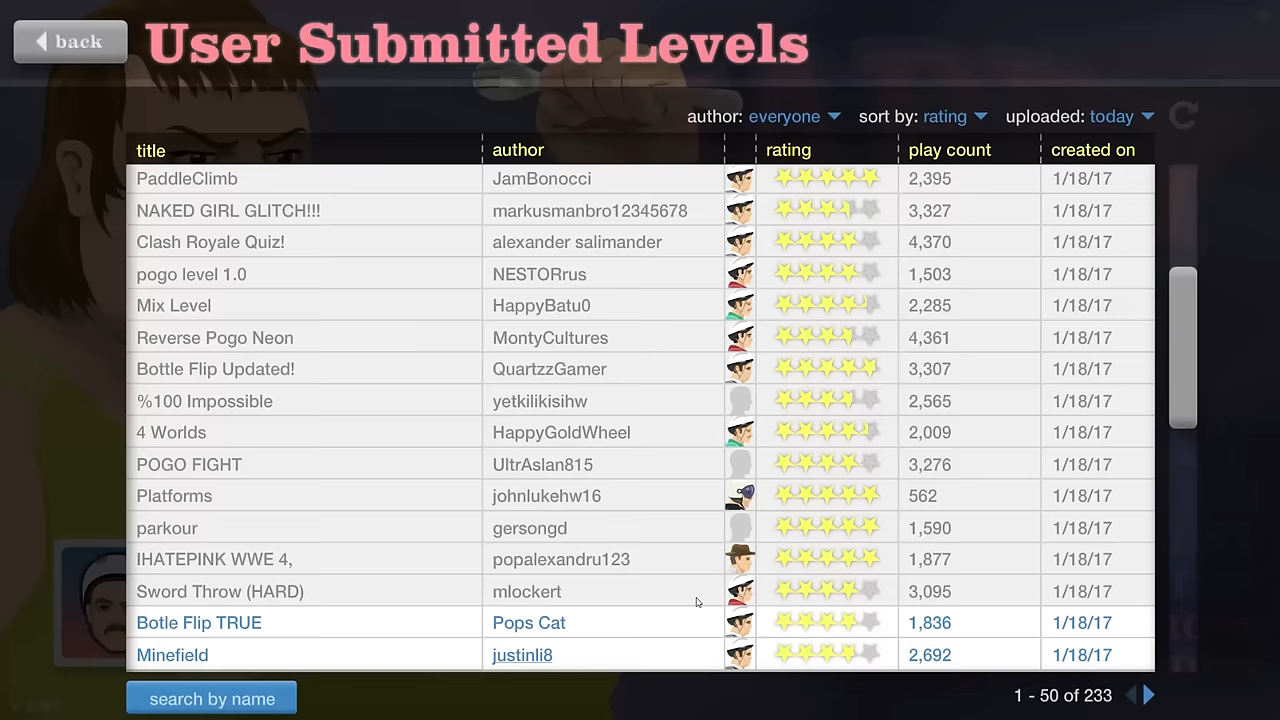 back
User Submitted Levels
author: everyone sort by: rating uploaded: today
title author rating play count created on
PaddleClimb JamBonocci 2,395 1/18/17
NAKED GIRL GLITCH!!! markusmanbro12345678 3,327 1/18/17
Clash Royale Quiz! alexander salimander 4,370 1/18/17
pogo level 1.0 NESTORrus 1,503 1/18/17
Mix Level HappyBatu0 2,285 1/18/17
Reverse Pogo Neon MontyCultures 4,361 1/18/17
Bottle Flip Updated! QuartzzGamer 3,307 1/18/17
%100 Impossible yetkilikisihw 2,565 1/18/17
4 Worlds HappyGoldWheel 2,009 1/18/17
POGO FIGHT UltrAslan815 3,276 1/18/17
Platforms johnlukehw16 562 1/18/17
parkour gersongd 1,590 1/18/17
IHATEPINK WWE 4, popalexandru123 1,877 1/18/17
Sword Throw (HARD) mlockert 3,095 1/18/17
Botle Flip TRUE Pops Cat 1,836 1/18/17
Minefield justinli8 2,692 1/18/17
search by name 1 - 50 of 233